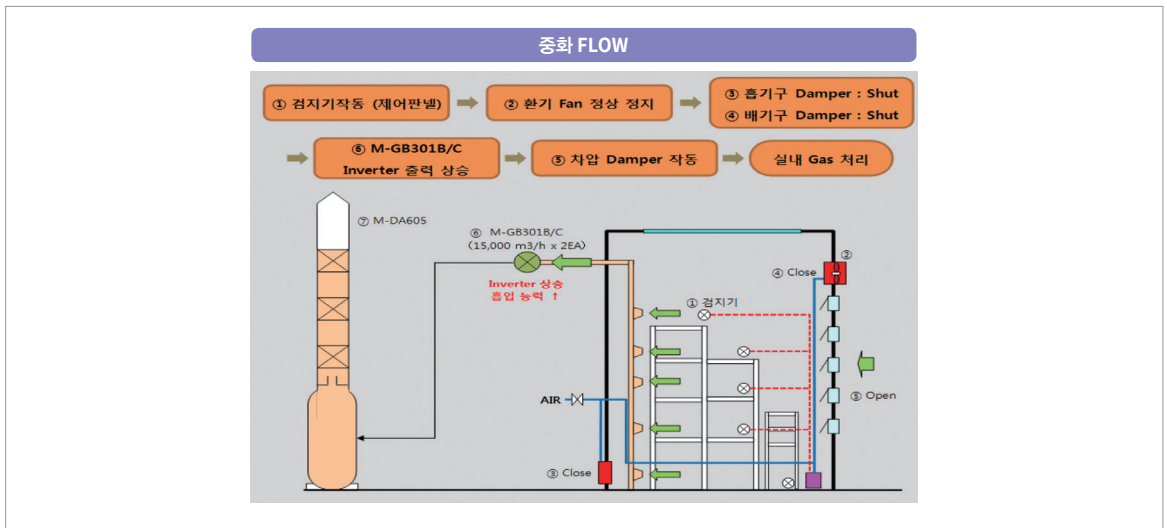 중화 FLOW
① 검지기작동 (제어판넬)
② 환기 Fan 정상 정지
③ 흡기구 Damper : Shut
④ 배기구 Damper : Shut
⑥ M-GB301B/C
Inverter 출력 상승
⑤ 차압 Damper 작동
실내 Gas 처리
⑦ M-DA605
⑥ M-GB301B/C
(15,000 m3/h x 2EA)
Inverter 상승
흡입 능력 ↑
② 
④ Close
① 검지기
⑤ Open
AIR
③ Close